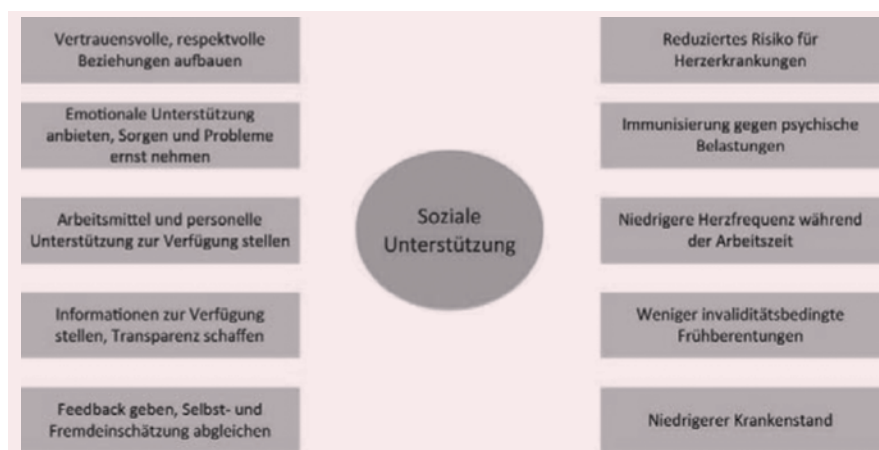 Vertrauensvolle, respektvolle
Beziehungen aufbauen
Emotionale Unterstützung
anbieten, Sorgen und Probleme
ernst nehmen
Arbeitsmittel und personelle
Unterstützung zur Verfügung stellen
Informationen zur Verfügung
stellen, Transparenz schaffen
Feedback geben, Selbst- und
Fremdeinschätzung abgleichen
Soziale
Unterstützung
Reduziertes Risiko für
Herzerkrankungen
Immunisierung gegen psychische
Belastungen
Niedrigere Herzfrequenz während
der Arbeitszeit
Weniger invaliditätsbedingte
Frühberentungen
Niedrigerer Krankenstand